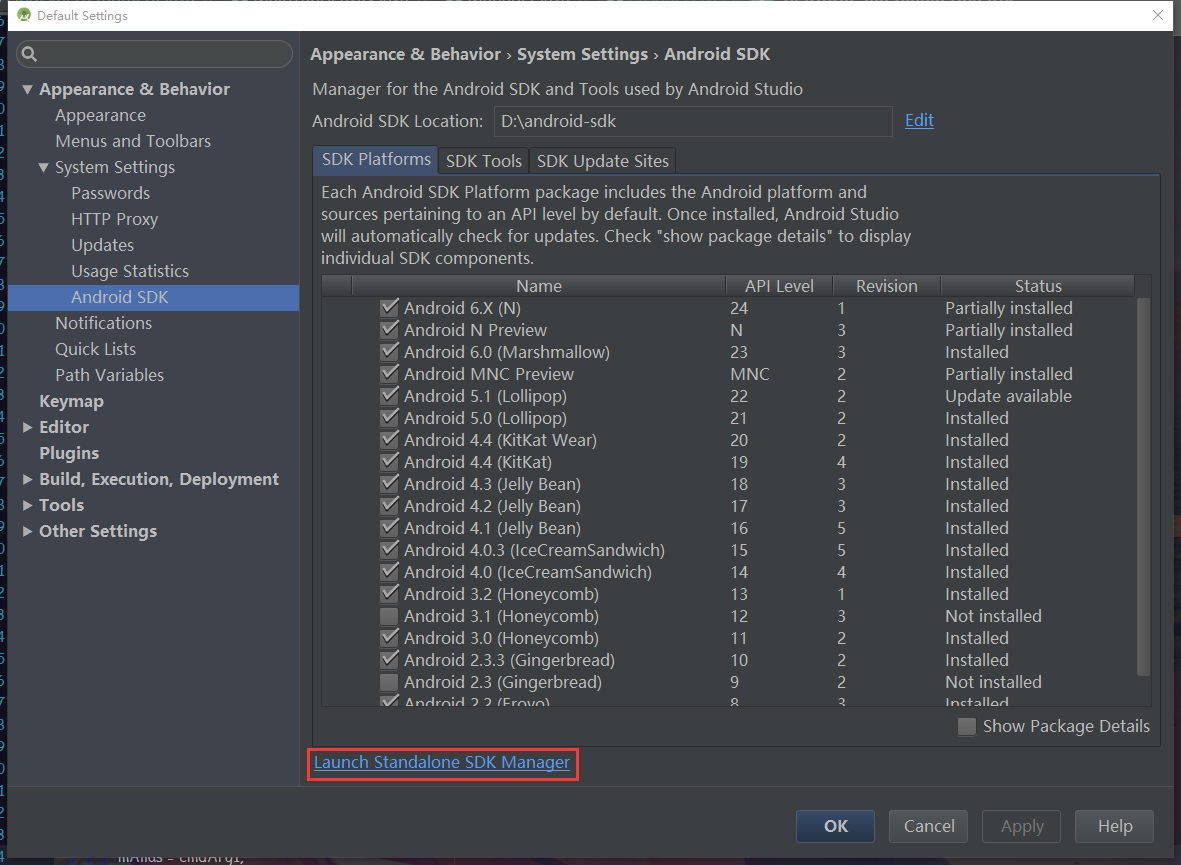 Default Settings
Appearance & Behavior
Appearance
Menus and Toolbars
System Settings
Passwords
HTTP Proxy
Updates
Usage Statistics
Android SDK
Notifications
Quick Lists
Path Variables
Keymap
Editor
Plugins
Build, Execution, Deployment
Tools
Other Settings
Appearance & Behavior › System Settings › Android SDK
Manager for the Android SDK and Tools used by Android Studio
Android SDK Location: D:\android-sdk Edit
SDK Platforms SDK Tools SDK Update Sites
Each Android SDK Platform package includes the Android platform and
sources pertaining to an API level by default. Once installed, Android Studio
will automatically check for updates. Check "show package details" to display
individual SDK components.
Name API Level Revision Status
Android 6.X (N) 24 1 Partially installed
Android N Preview N 3 Partially installed
Android 6.0 (Marshmallow) 23 3 Installed
Android MNC Preview MNC 2 Partially installed
Android 5.1 (Lollipop) 22 2 Update available
Android 5.0 (Lollipop) 21 2 Installed
Android 4.4 (KitKat Wear) 20 2 Installed
Android 4.4 (KitKat) 19 4 Installed
Android 4.3 (Jelly Bean) 18 3 Installed
Android 4.2 (Jelly Bean) 17 3 Installed
Android 4.1 (Jelly Bean) 16 5 Installed
Android 4.0.3 (IceCreamSandwich) 15 5 Installed
Android 4.0 (IceCreamSandwich) 14 4 Installed
Android 3.2 (Honeycomb) 13 1 Installed
Android 3.1 (Honeycomb) 12 3 Not installed
Android 3.0 (Honeycomb) 11 2 Installed
Android 2.3.3 (Gingerbread) 10 2 Installed
Android 2.3 (Gingerbread) 9 2 Not installed
Android 2.2 (Froyo) 8 3 Installed
Show Package Details
Launch Standalone SDK Manager
OK Cancel Apply Help